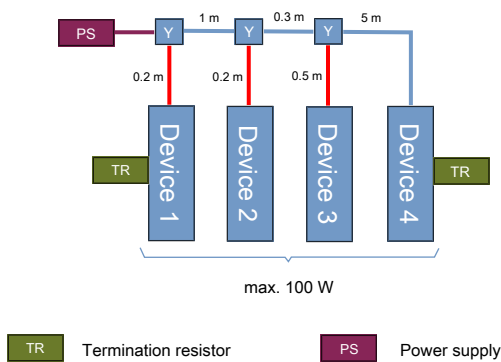 1 m
0.3 m
5 m
PS
Y
Y
Y
0.2 m
0.2 m
0.5 m
Device 1
Device 2
Device 3
Device 4
TR
TR
max. 100 W
TR
Termination resistor
PS
Power supply